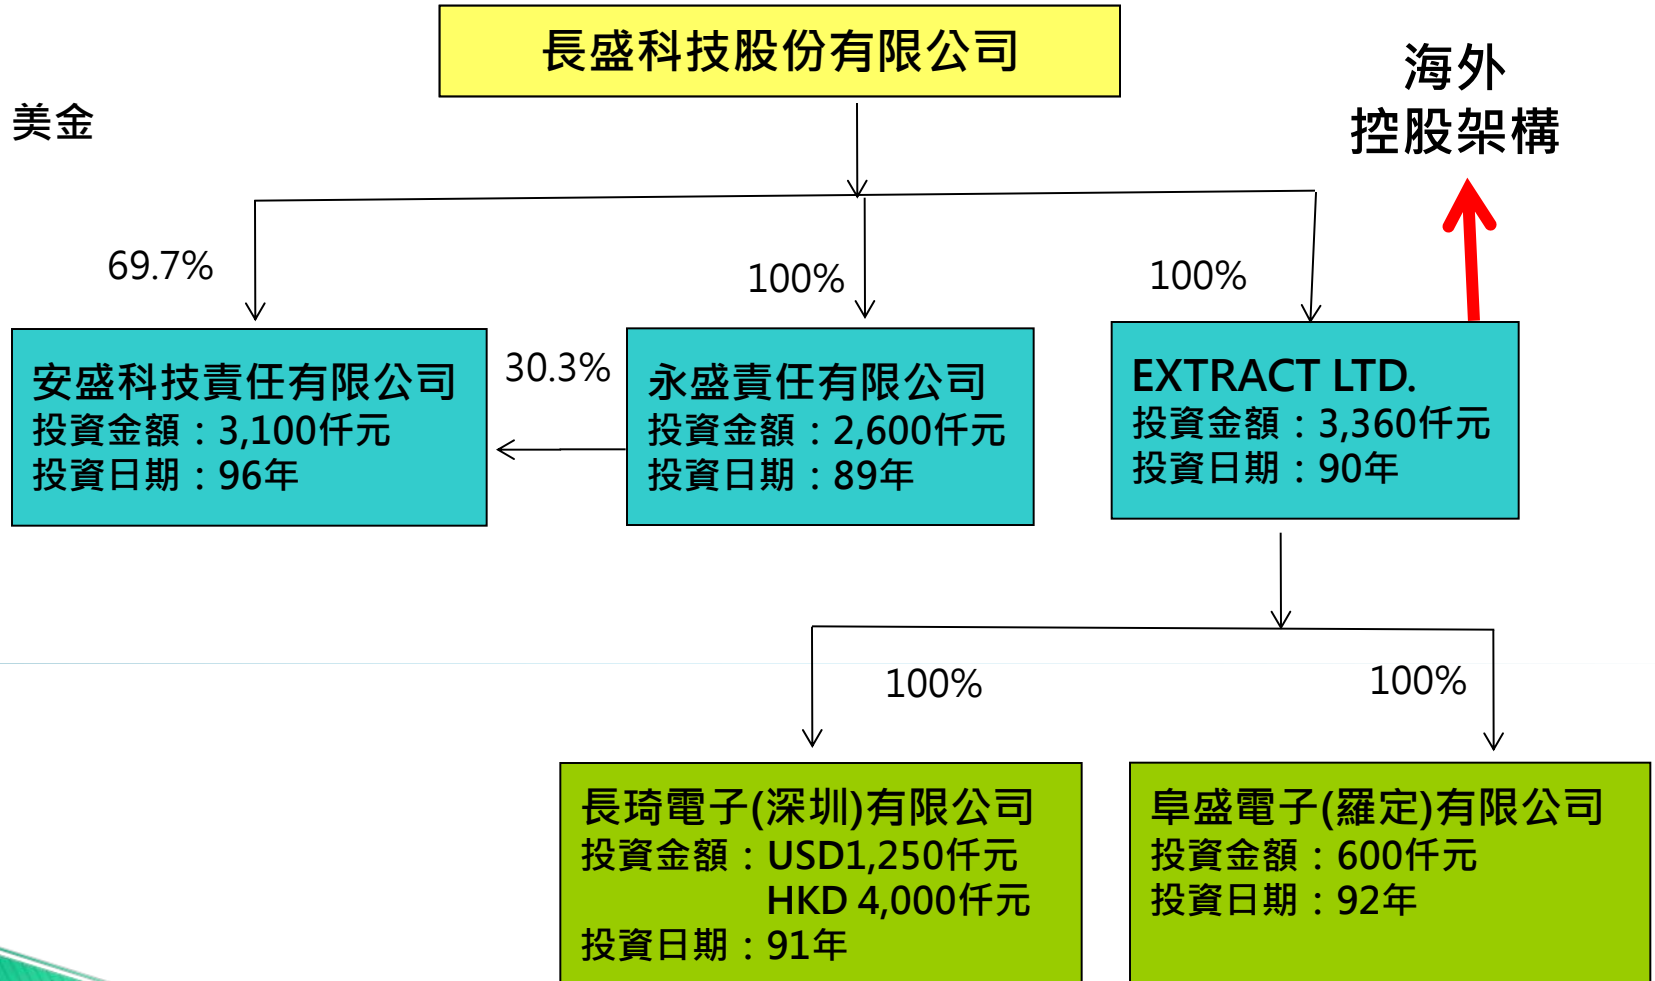 長盛科技股份有限公司
海外
控股架構
美金
69.7%
100%
100%
安盛科技責任有限公司
投資金額：3,100仟元
投資日期：96年
30.3%
永盛責任有限公司
投資金額：2,600仟元
投資日期：89年
EXTRACT LTD.
投資金額：3,360仟元
投資日期：90年
100%
100%
長琦電子(深圳)有限公司
投資金額：USD1,250仟元
HKD 4,000仟元
投資日期：91年
阜盛電子(羅定)有限公司
投資金額：600仟元
投資日期：92年